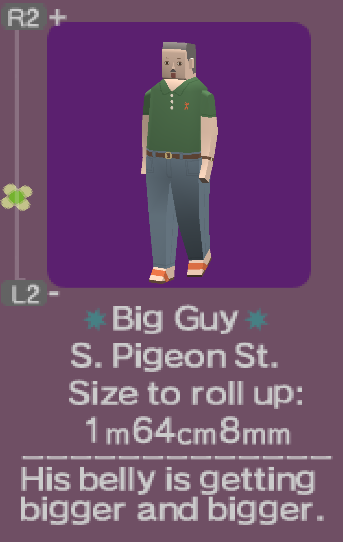 R2 +
L2 -
Big Guy
S. Pigeon St.
Size to roll up:
1m64cm8mm
His belly is getting
bigger and bigger.